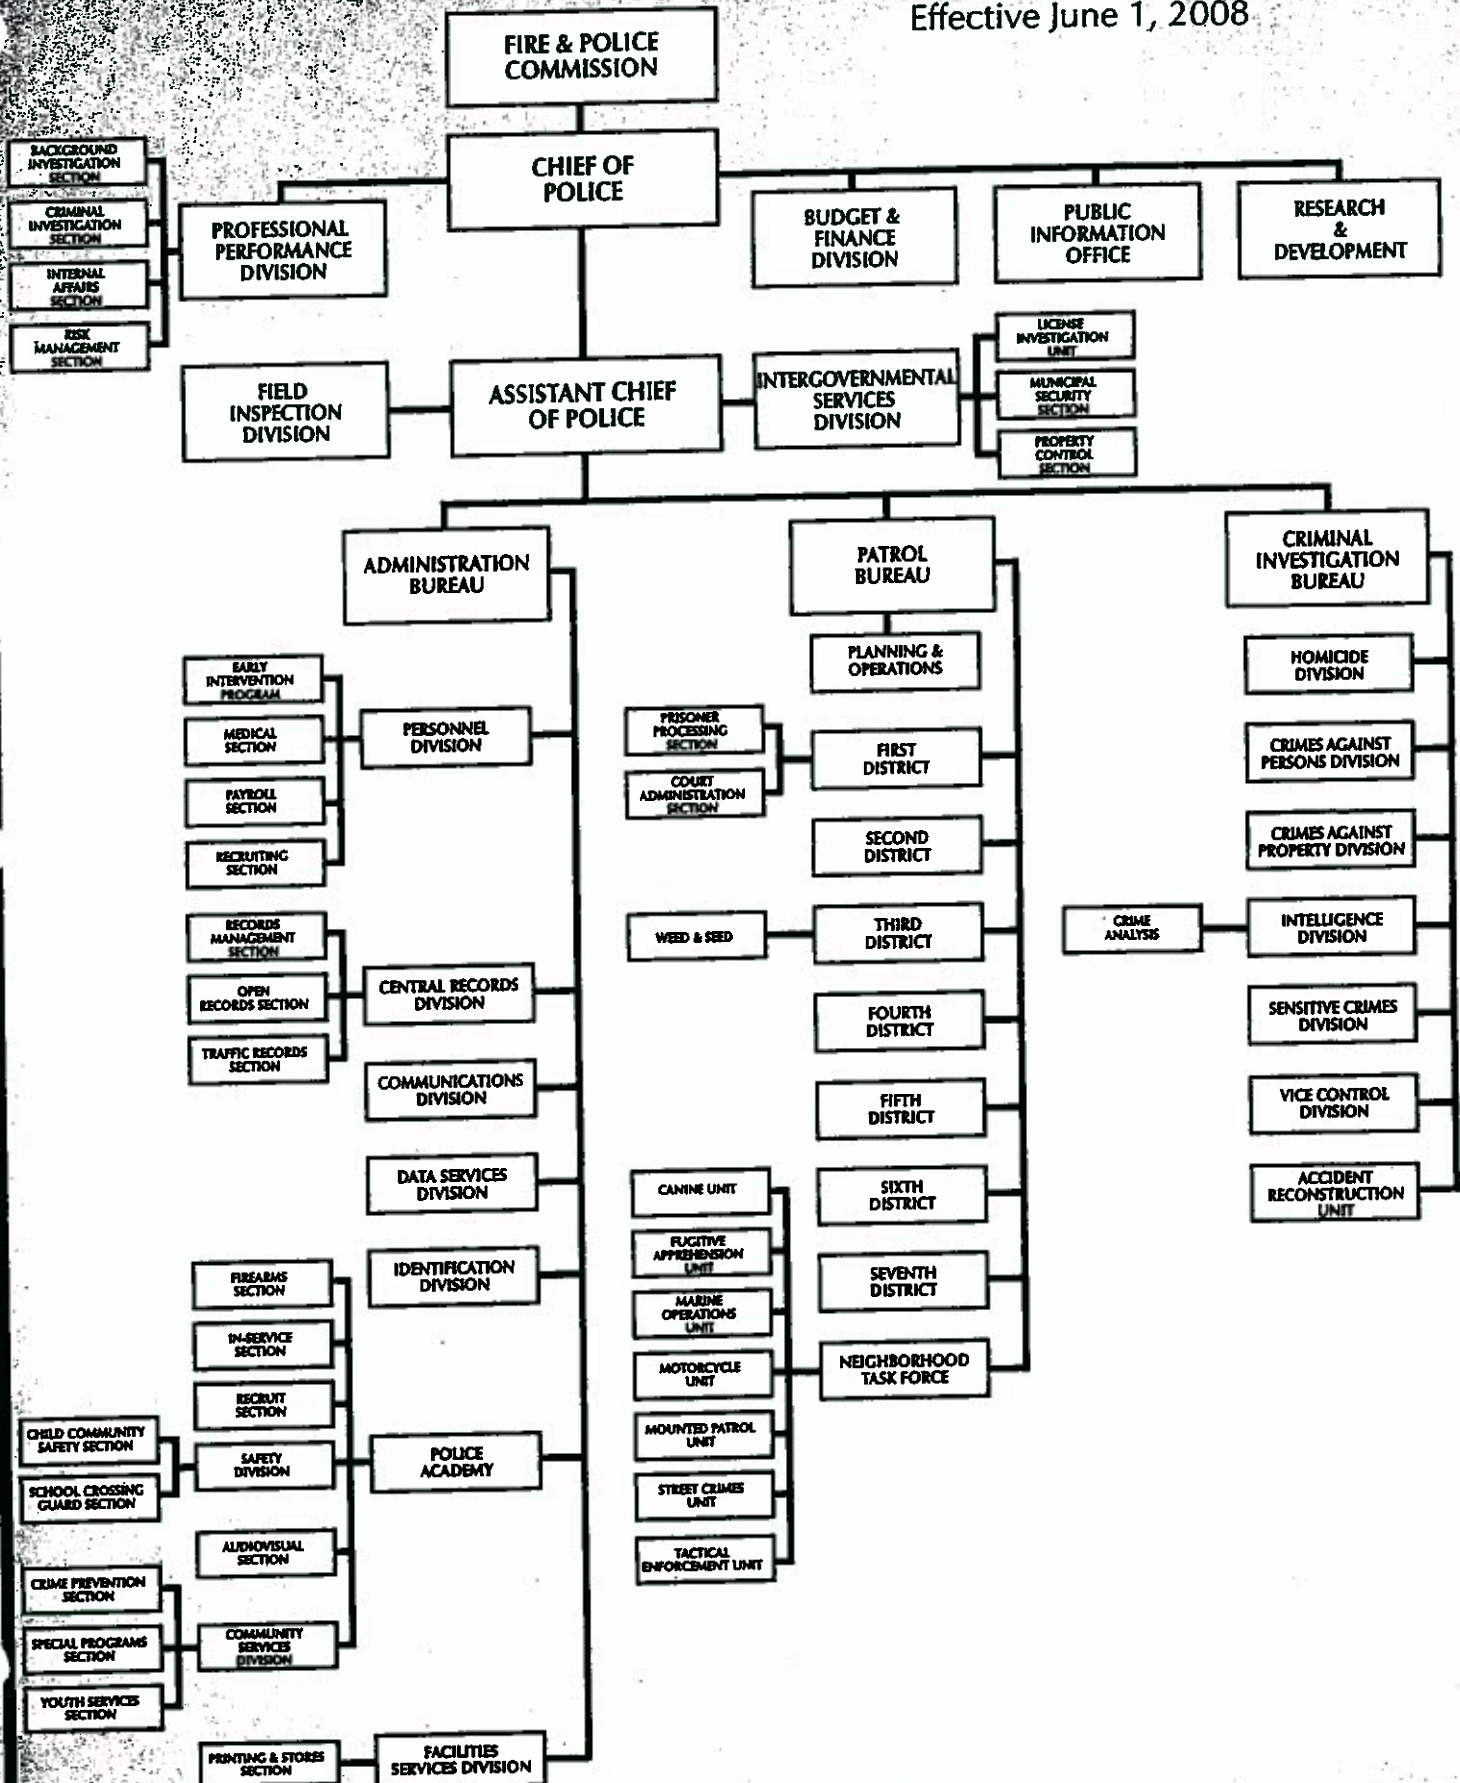 Effective June 1, 2008
FIRE & POLICE
COMMISSION
CHIEF OF
POLICE
BACKGROUND
INVESTIGATION
SECTION
CRIMINAL
INVESTIGATION
SECTION
INTERNAL
AFFAIRS
SECTION
RISK
MANAGEMENT
SECTION
PROFESSIONAL
PERFORMANCE
DIVISION
BUDGET &
FINANCE
DIVISION
PUBLIC
INFORMATION
OFFICE
RESEARCH
&
DEVELOPMENT
FIELD
INSPECTION
DIVISION
ASSISTANT CHIEF
OF POLICE
INTERGOVERNMENTAL
SERVICES
DIVISION
LICENSE
INVESTIGATION
UNIT
MUNICIPAL
SECURITY
SECTION
PROPERTY
CONTROL
SECTION
ADMINISTRATION
BUREAU
PATROL
BUREAU
CRIMINAL
INVESTIGATION
BUREAU
EARLY
INTERVENTION
PROGRAM
MEDICAL
SECTION
PAYROLL
SECTION
RECRUITING
SECTION
PERSONNEL
DIVISION
RECORDS
MANAGEMENT
SECTION
OPEN
RECORDS SECTION
TRAFFIC RECORDS
SECTION
CENTRAL RECORDS
DIVISION
COMMUNICATIONS
DIVISION
DATA SERVICES
DIVISION
IDENTIFICATION
DIVISION
FIREARMS
SECTION
IN-SERVICE
SECTION
RECRUIT
SECTION
CHILD COMMUNITY
SAFETY SECTION
SCHOOL CROSSING
GUARD SECTION
SAFETY
DIVISION
POLICE
ACADEMY
AUDIOVISUAL
SECTION
CRIME PREVENTION
SECTION
SPECIAL PROGRAMS
SECTION
YOUTH SERVICES
SECTION
COMMUNITY
SERVICES
DIVISION
PRINTING & STORES
SECTION
FACILITIES
SERVICES DIVISION
PLANNING &
OPERATIONS
PRISONER
PROCESSING
SECTION
COURT
ADMINISTRATION
SECTION
FIRST
DISTRICT
SECOND
DISTRICT
WEED & SEED
THIRD
DISTRICT
FOURTH
DISTRICT
FIFTH
DISTRICT
SIXTH
DISTRICT
SEVENTH
DISTRICT
CANINE UNIT
FUGITIVE
APPREHENSION
UNIT
MARINE
OPERATIONS
UNIT
MOTORCYCLE
UNIT
MOUNTED PATROL
UNIT
STREET CRIMES
UNIT
TACTICAL
ENFORCEMENT UNIT
NEIGHBORHOOD
TASK FORCE
HOMICIDE
DIVISION
CRIMES AGAINST
PERSONS DIVISION
CRIMES AGAINST
PROPERTY DIVISION
CRIME
ANALYSIS
INTELLIGENCE
DIVISION
SENSITIVE CRIMES
DIVISION
VICE CONTROL
DIVISION
ACCIDENT
RECONSTRUCTION
UNIT